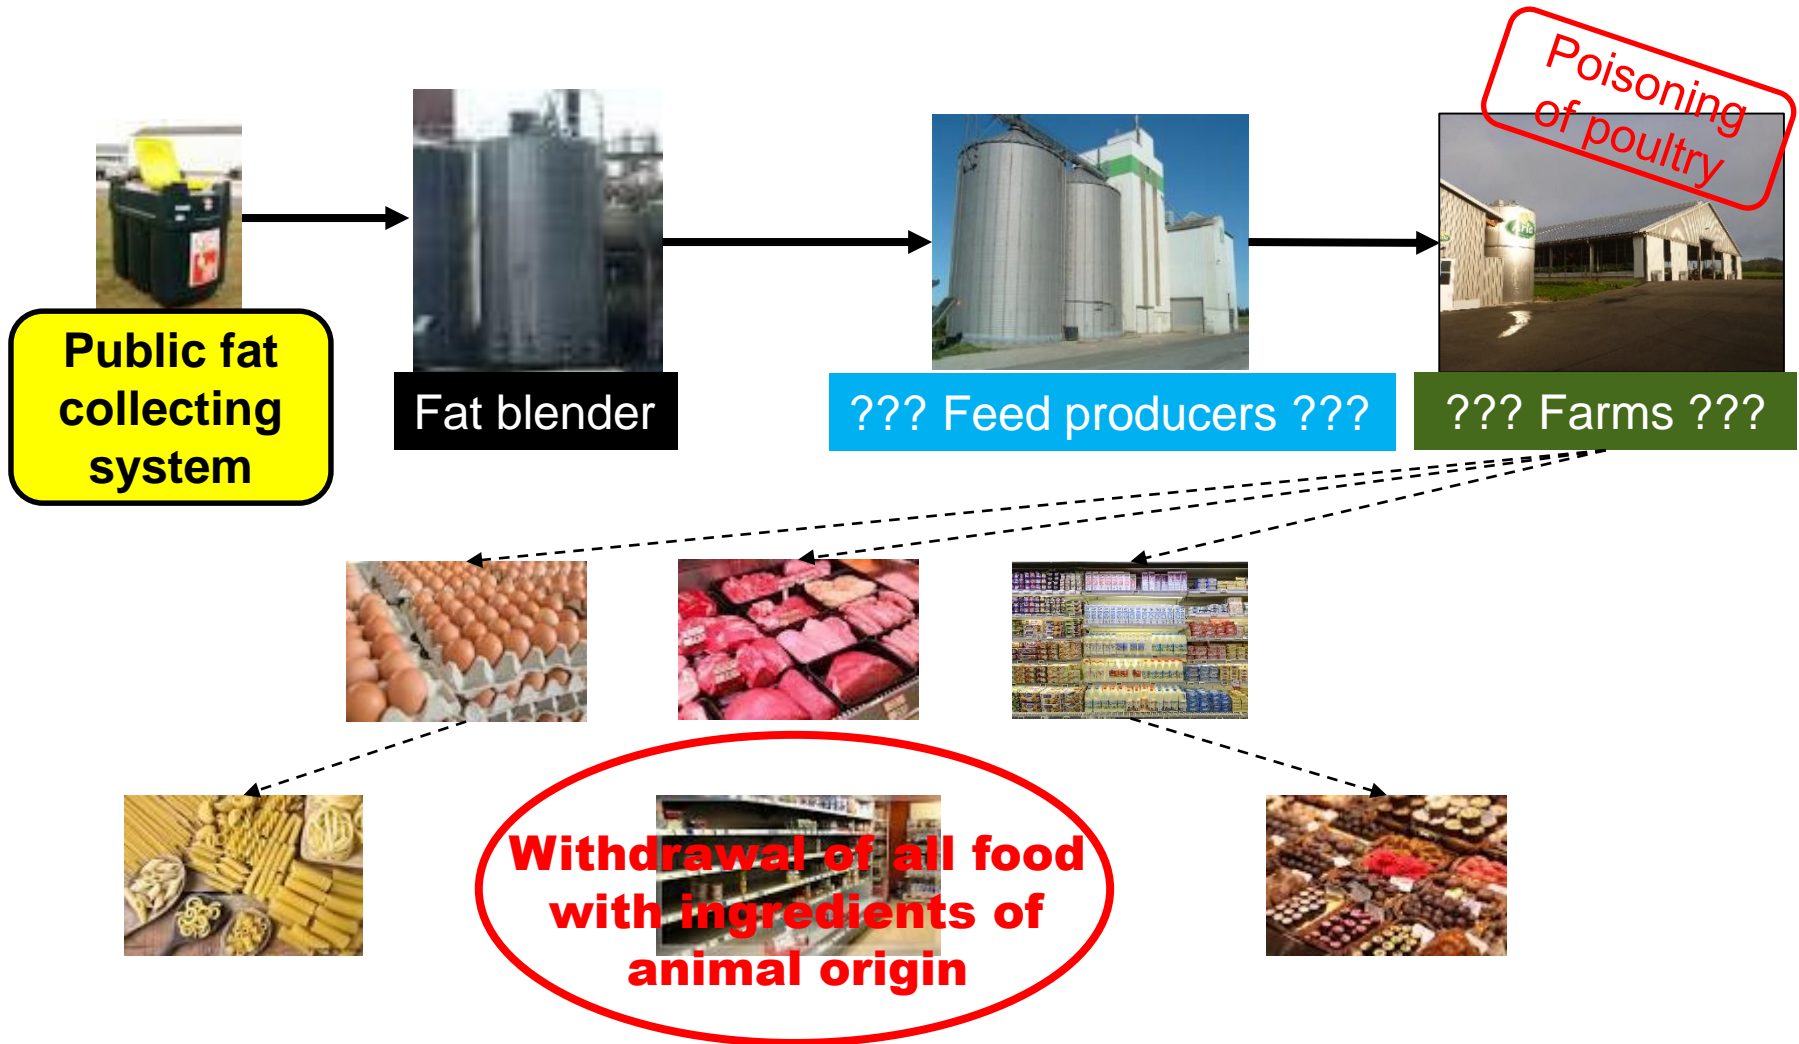 Poisoning
of poultry
Public fat
collecting
system
Fat blender
??? Feed producers ???
??? Farms ???
Withdrawal of all food
with ingredients of
animal origin